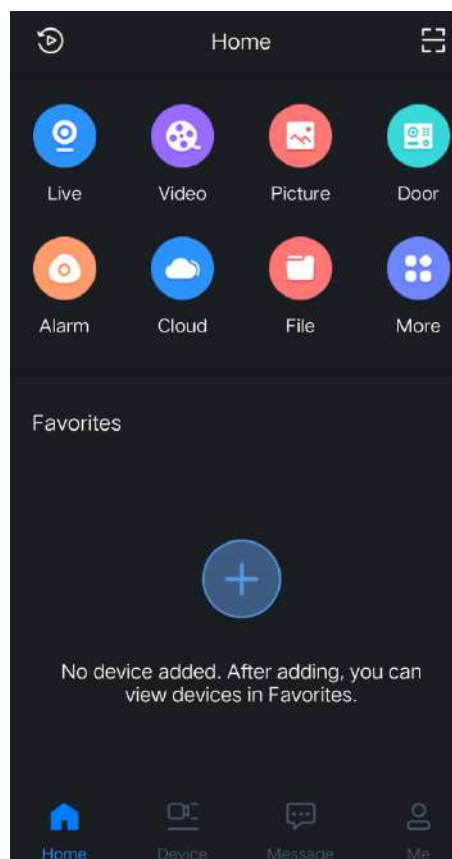 Home
Live Video Picture Door
Alarm Cloud File More
Favorites
No device added. After adding, you can
view devices in Favorites.
Home Device Message Me